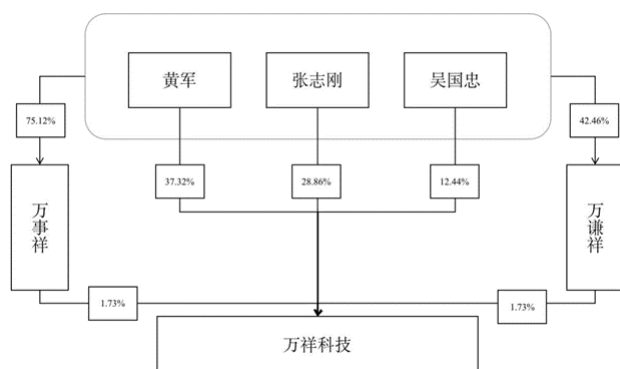 黄军
张志刚
吴国忠
75.12%
42.46%
37.32%
28.86%
12.44%
万事祥
万谦祥
1.73%
1.73%
万祥科技